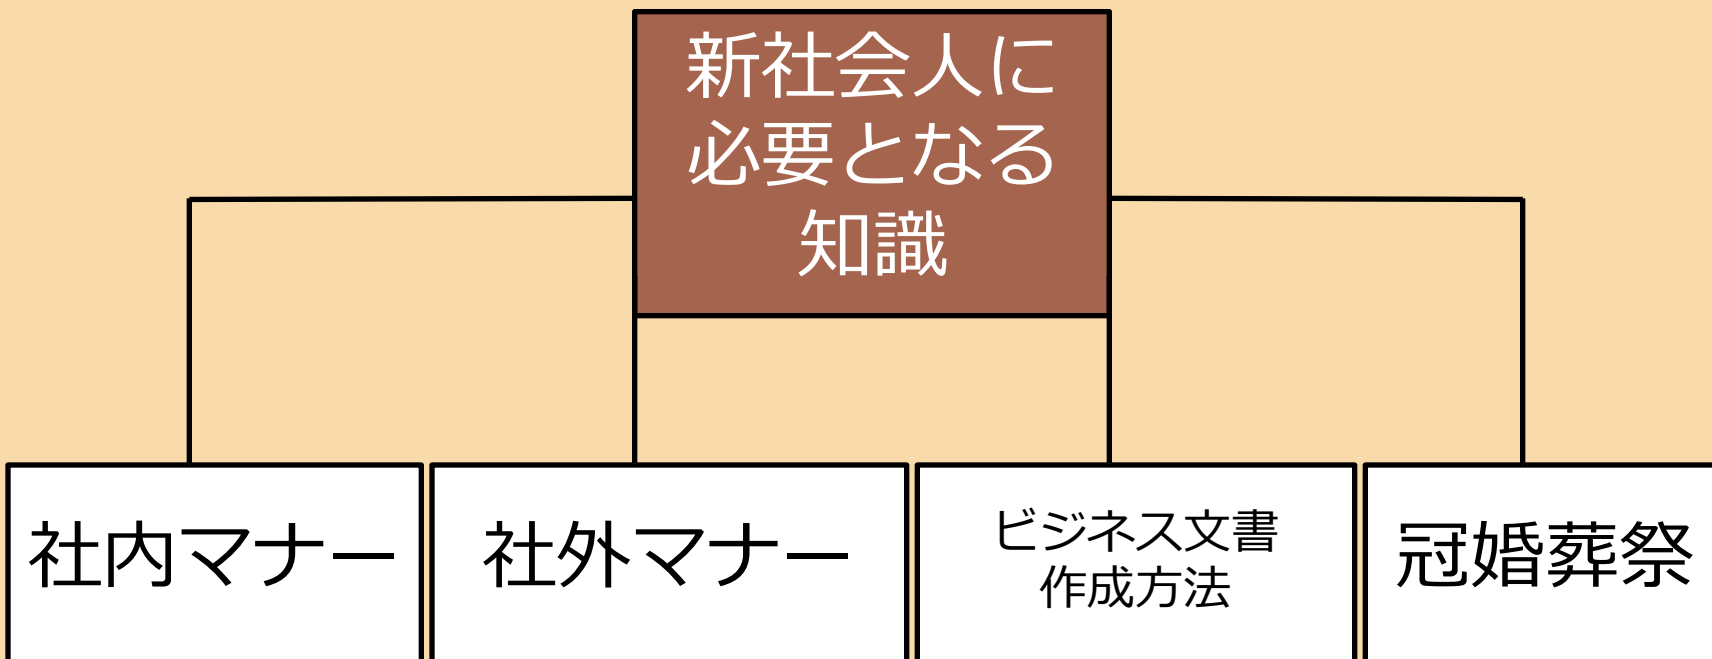 新社会人に
必要となる
知識
社内マナー
社外マナー
ビジネス文書
作成方法
冠婚葬祭